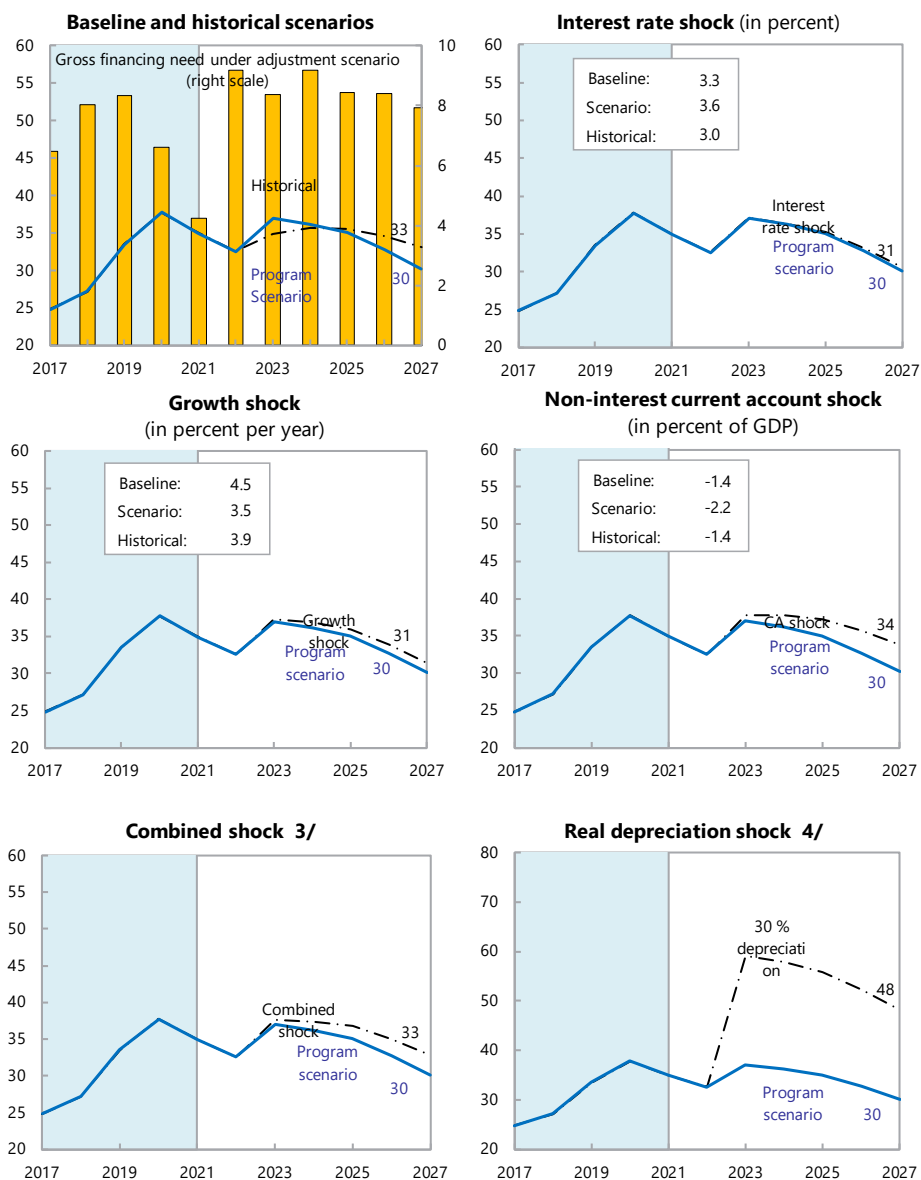 Baseline and historical scenarios
60
55
50
45
40
35
30
25
20
10
8
6
4
2
0
Gross financing need under adjustment scenario
(right scale)
Historical
33
Program
Scenario
30
2017 2019 2021 2023 2025 2027
Interest rate shock (in percent)
60
55
50
45
40
35
30
25
20
Baseline: 3.3
Scenario: 3.6
Historical: 3.0
Interest
rate shock
31
Program
scenario
30
2017 2019 2021 2023 2025 2027
Growth shock
(in percent per year)
60
55
50
45
40
35
30
25
20
Baseline: 4.5
Scenario: 3.5
Historical: 3.9
Growth
shock
31
Program
scenario
30
2017 2019 2021 2023 2025 2027
Non-interest current account shock
(in percent of GDP)
60
55
50
45
40
35
30
25
20
Baseline: -1.4
Scenario: -2.2
Historical: -1.4
CA shock
34
Program
scenario
30
2017 2019 2021 2023 2025 2027
Combined shock 3/
60
55
50
45
40
35
30
25
20
Combined
shock
33
Program
scenario
30
2017 2019 2021 2023 2025 2027
Real depreciation shock 4/
80
70
60
50
40
30
20
30 %
depreciati
on
48
Program
scenario
30
2017 2019 2021 2023 2025 2027